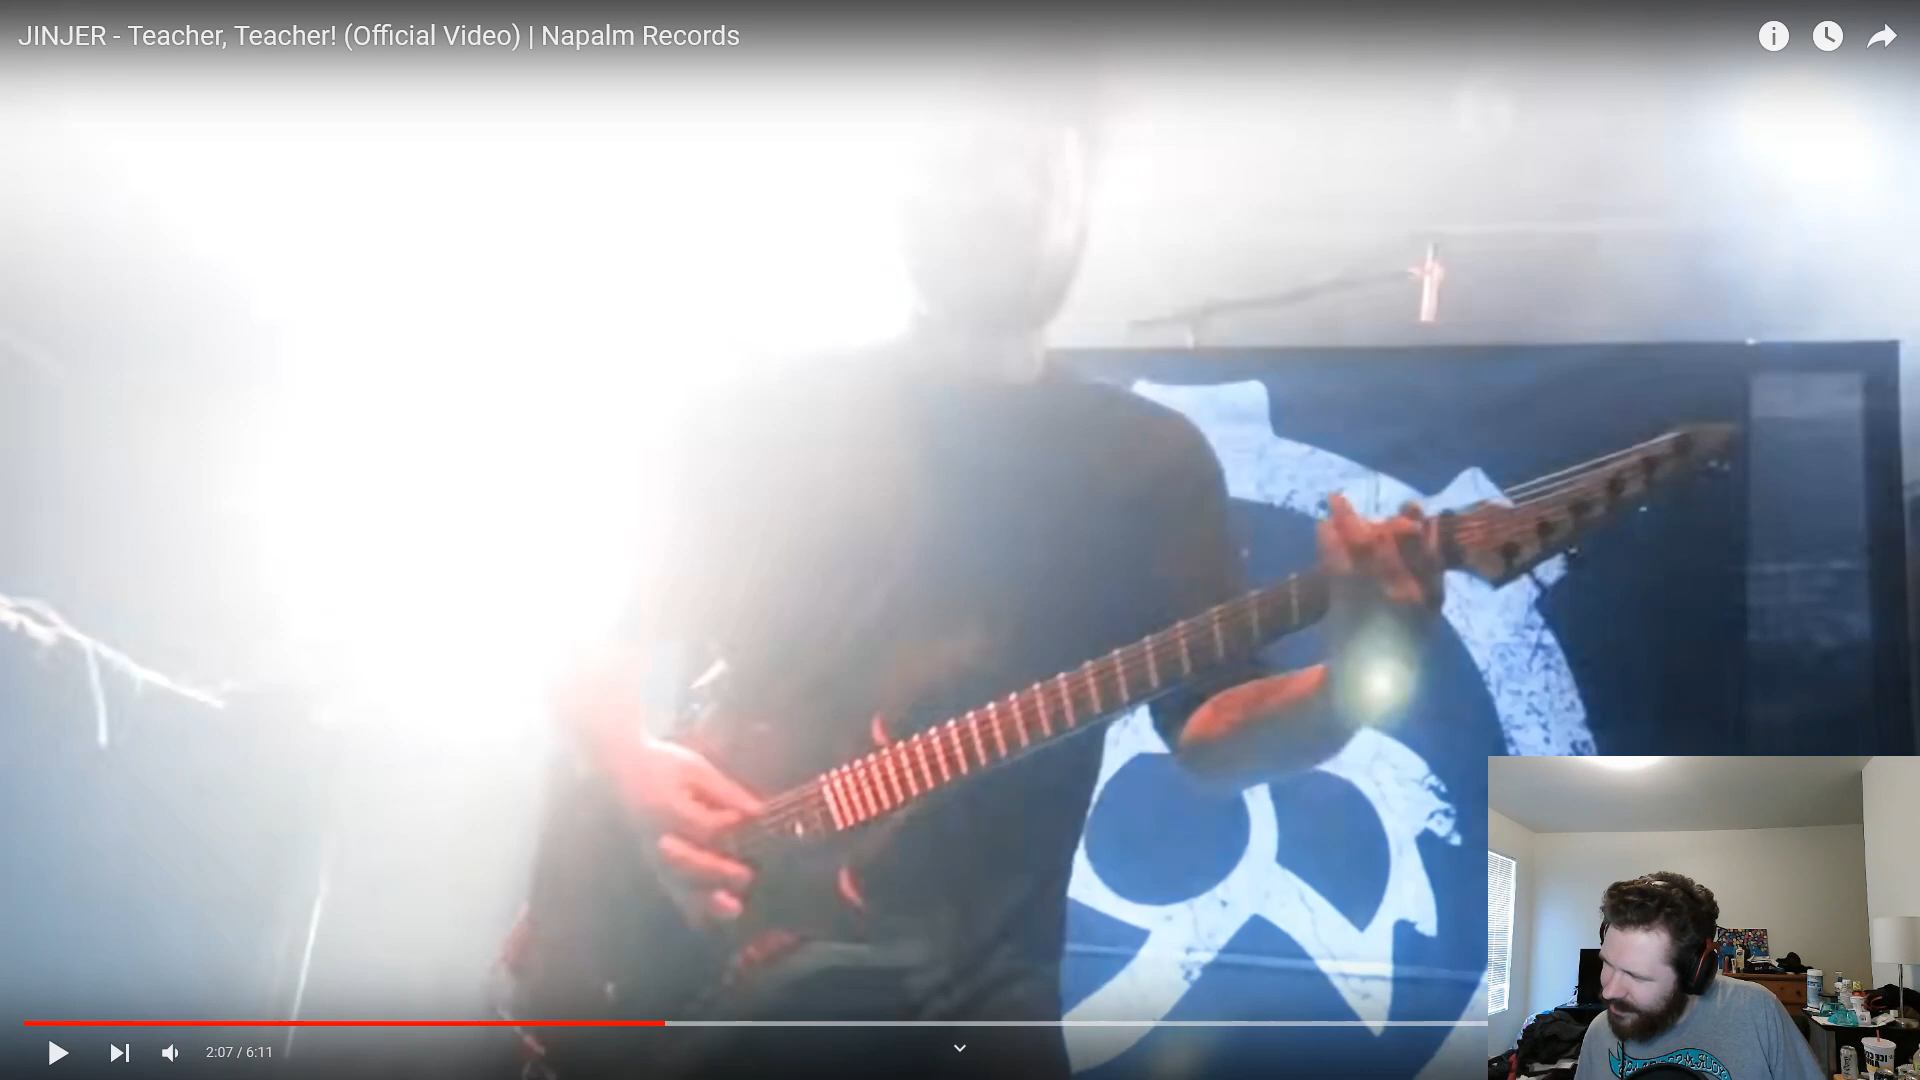 JINJER - Teacher, Teacher! (Official Video) | Napalm Records
2:07 / 6:11